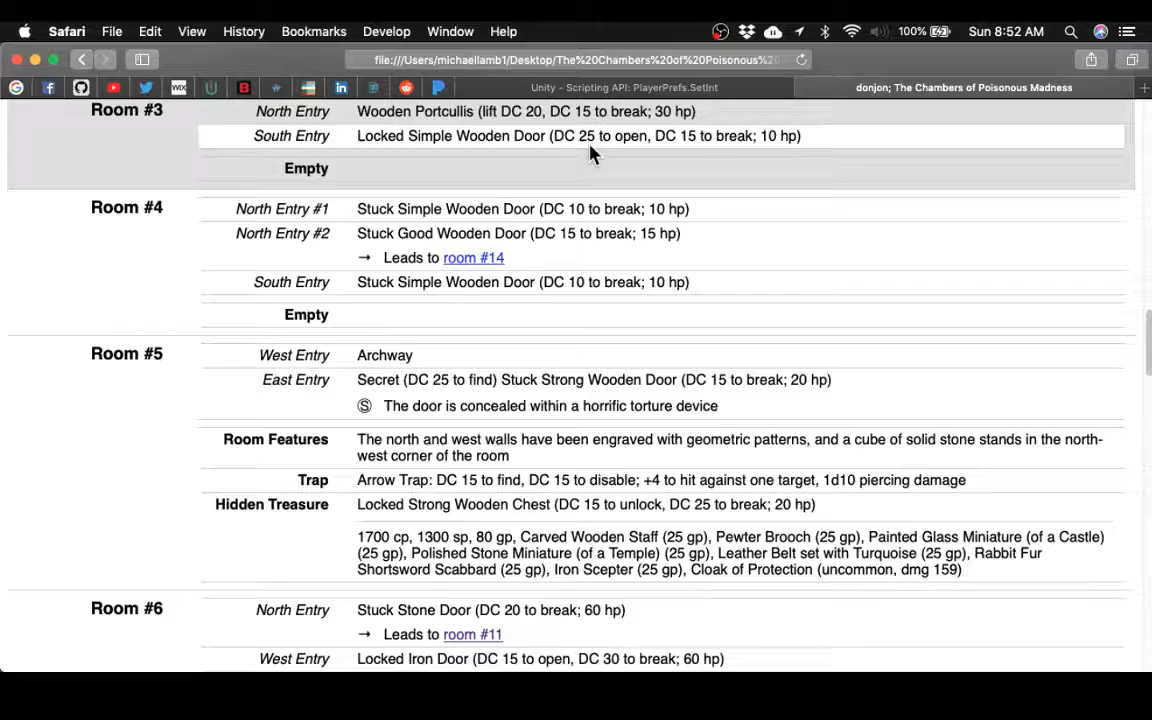 Safari File Edit View History Bookmarks Develop Window Help 100% Sun 8:52 AM
file:///Users/michaellamb1/Desktop/The%20Chambers%20of%20Poisonous%20
Unity - Scripting API: PlayerPrefs.SetInt donjon; The Chambers of Poisonous Madness
Room #3 North Entry Wooden Portcullis (lift DC 20, DC 15 to break; 30 hp)
South Entry Locked Simple Wooden Door (DC 25 to open, DC 15 to break; 10 hp)
Empty
Room #4 North Entry #1 Stuck Simple Wooden Door (DC 10 to break; 10 hp)
North Entry #2 Stuck Good Wooden Door (DC 15 to break; 15 hp)
→ Leads to room #14
South Entry Stuck Simple Wooden Door (DC 10 to break; 10 hp)
Empty
Room #5 West Entry Archway
East Entry Secret (DC 25 to find) Stuck Strong Wooden Door (DC 15 to break; 20 hp)
Ⓢ The door is concealed within a horrific torture device
Room Features The north and west walls have been engraved with geometric patterns, and a cube of solid stone stands in the north-
west corner of the room
Trap Arrow Trap: DC 15 to find, DC 15 to disable; +4 to hit against one target, 1d10 piercing damage
Hidden Treasure Locked Strong Wooden Chest (DC 15 to unlock, DC 25 to break; 20 hp)
1700 cp, 1300 sp, 80 gp, Carved Wooden Staff (25 gp), Pewter Brooch (25 gp), Painted Glass Miniature (of a Castle)
(25 gp), Polished Stone Miniature (of a Temple) (25 gp), Leather Belt set with Turquoise (25 gp), Rabbit Fur
Shortsword Scabbard (25 gp), Iron Scepter (25 gp), Cloak of Protection (uncommon, dmg 159)
Room #6 North Entry Stuck Stone Door (DC 20 to break; 60 hp)
→ Leads to room #11
West Entry Locked Iron Door (DC 15 to open, DC 30 to break; 60 hp)